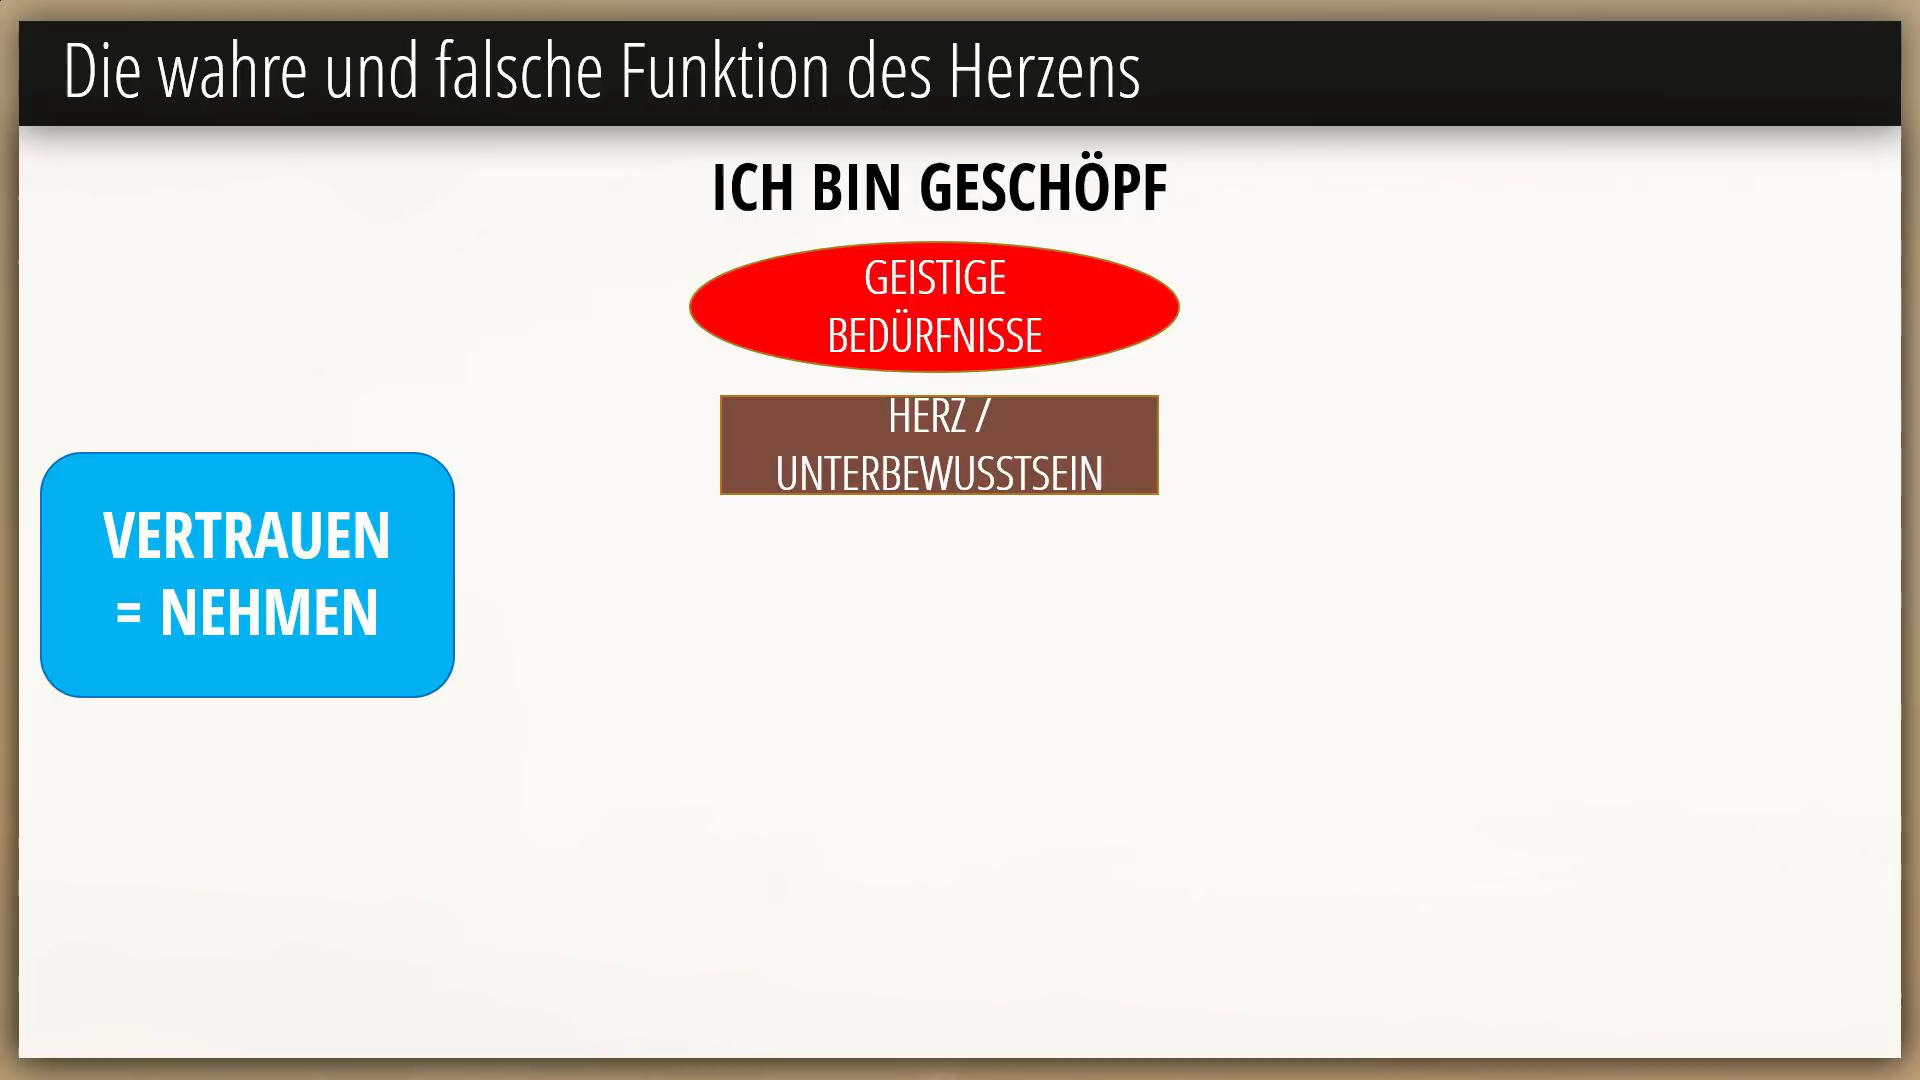 Die wahre und falsche Funktion des Herzens
ICH BIN GESCHÖPF
GEISTIGE
BEDÜRFNISSE
HERZ /
UNTERBEWUSSTSEIN
VERTRAUEN
= NEHMEN